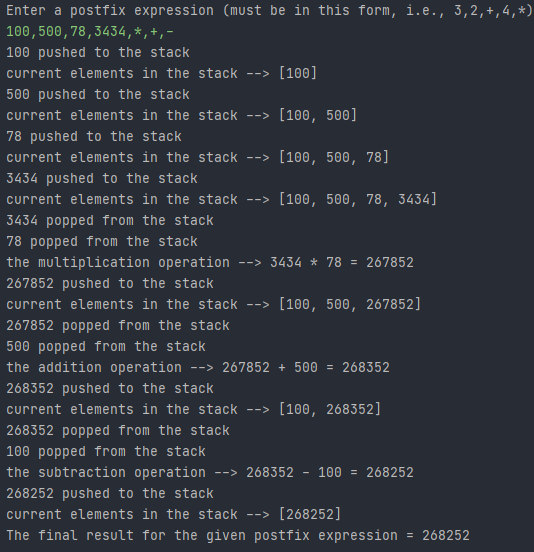 Enter a postfix expression (must be in this form, i.e., 3,2,+,4,*)
100,500,78,3434,*,+,-
100 pushed to the stack
current elements in the stack --> [100]
500 pushed to the stack
current elements in the stack --> [100, 500]
78 pushed to the stack
current elements in the stack --> [100, 500, 78]
3434 pushed to the stack
current elements in the stack --> [100, 500, 78, 3434]
3434 popped from the stack
78 popped from the stack
the multiplication operation --> 3434 * 78 = 267852
267852 pushed to the stack
current elements in the stack --> [100, 500, 267852]
267852 popped from the stack
500 popped from the stack
the addition operation --> 267852 + 500 = 268352
268352 pushed to the stack
current elements in the stack --> [100, 268352]
268352 popped from the stack
100 popped from the stack
the subtraction operation --> 268352 - 100 = 268252
268252 pushed to the stack
current elements in the stack --> [268252]
The final result for the given postfix expression = 268252